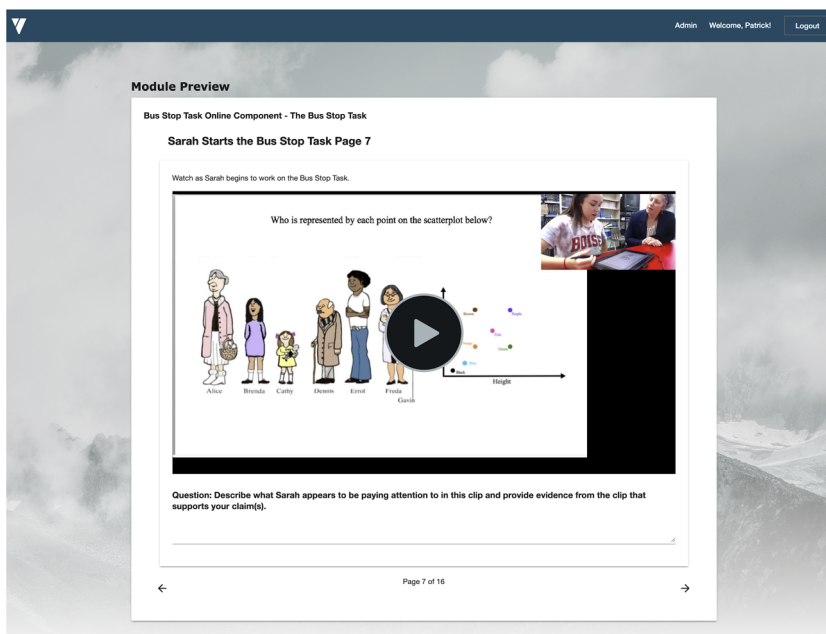 Admin Welcome, Patrick! Logout
Module Preview
Bus Stop Task Online Component - The Bus Stop Task
Sarah Starts the Bus Stop Task Page 7
Watch as Sarah begins to work on the Bus Stop Task.
Who is represented by each point on the scatterplot below?
BOISE
Purple
Pink
Black
Height
Alice Brenda Cathy Dennis Errol Freda
Gavin
Question: Describe what Sarah appears to be paying attention to in this clip and provide evidence from the clip that
supports your claim(s).
Page 7 of 16